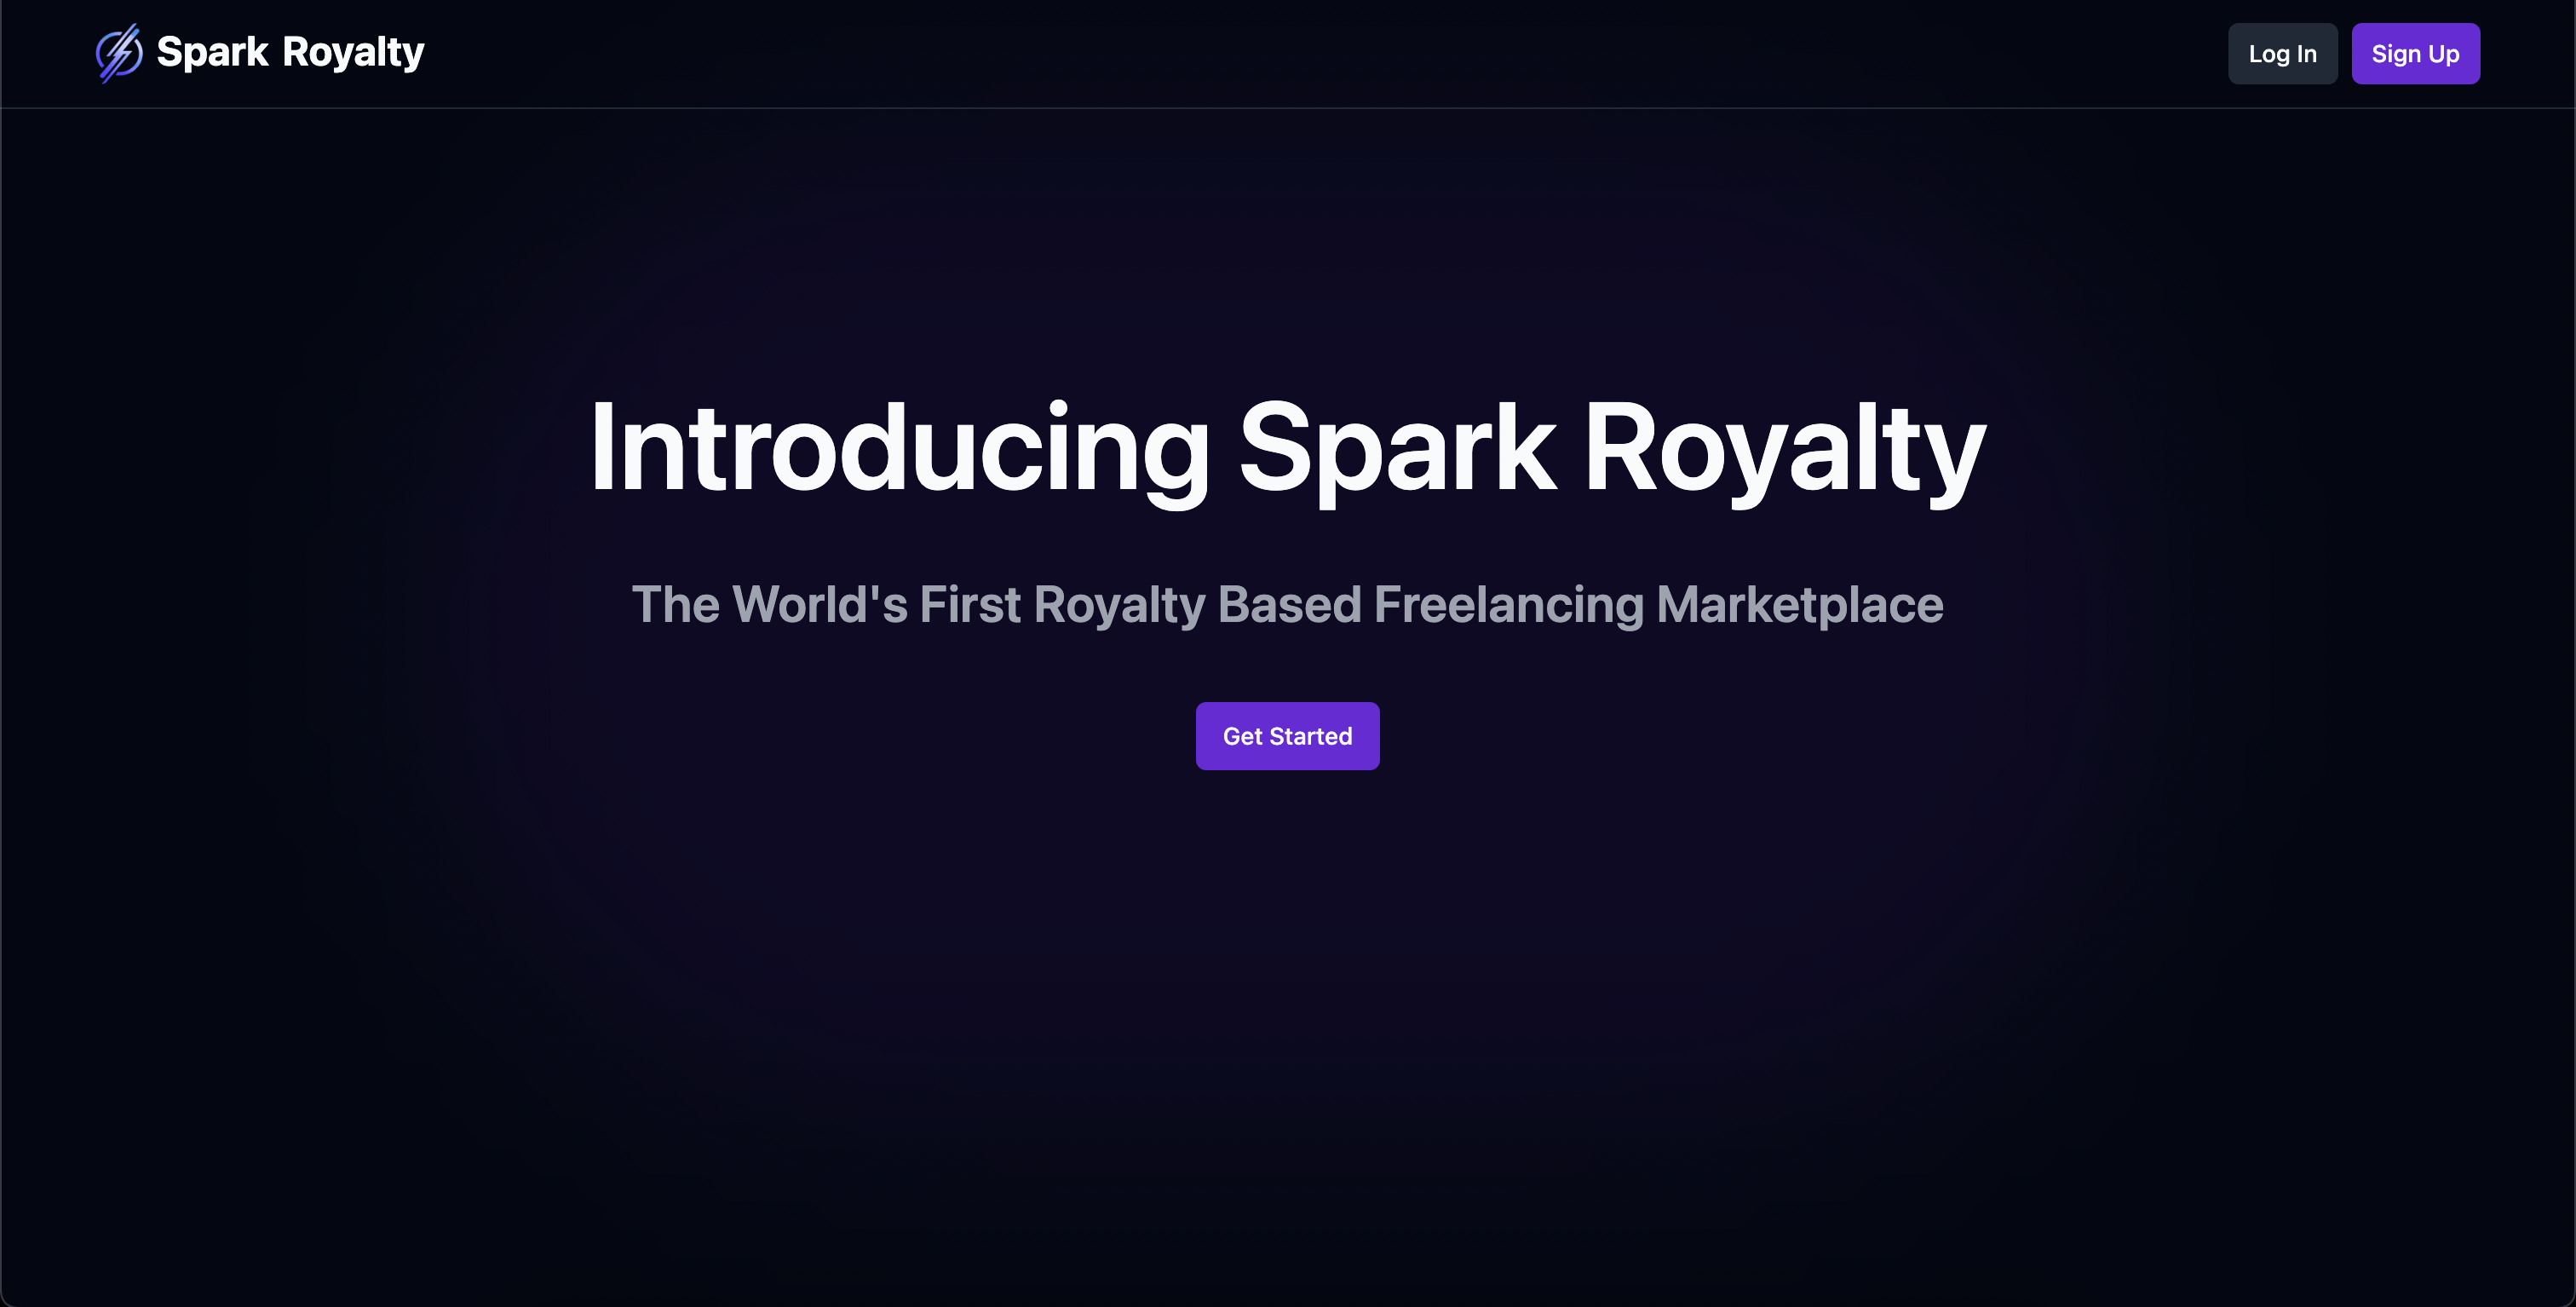 Spark Royalty
Log In
Sign Up
Introducing Spark Royalty
The World's First Royalty Based Freelancing Marketplace
Get Started